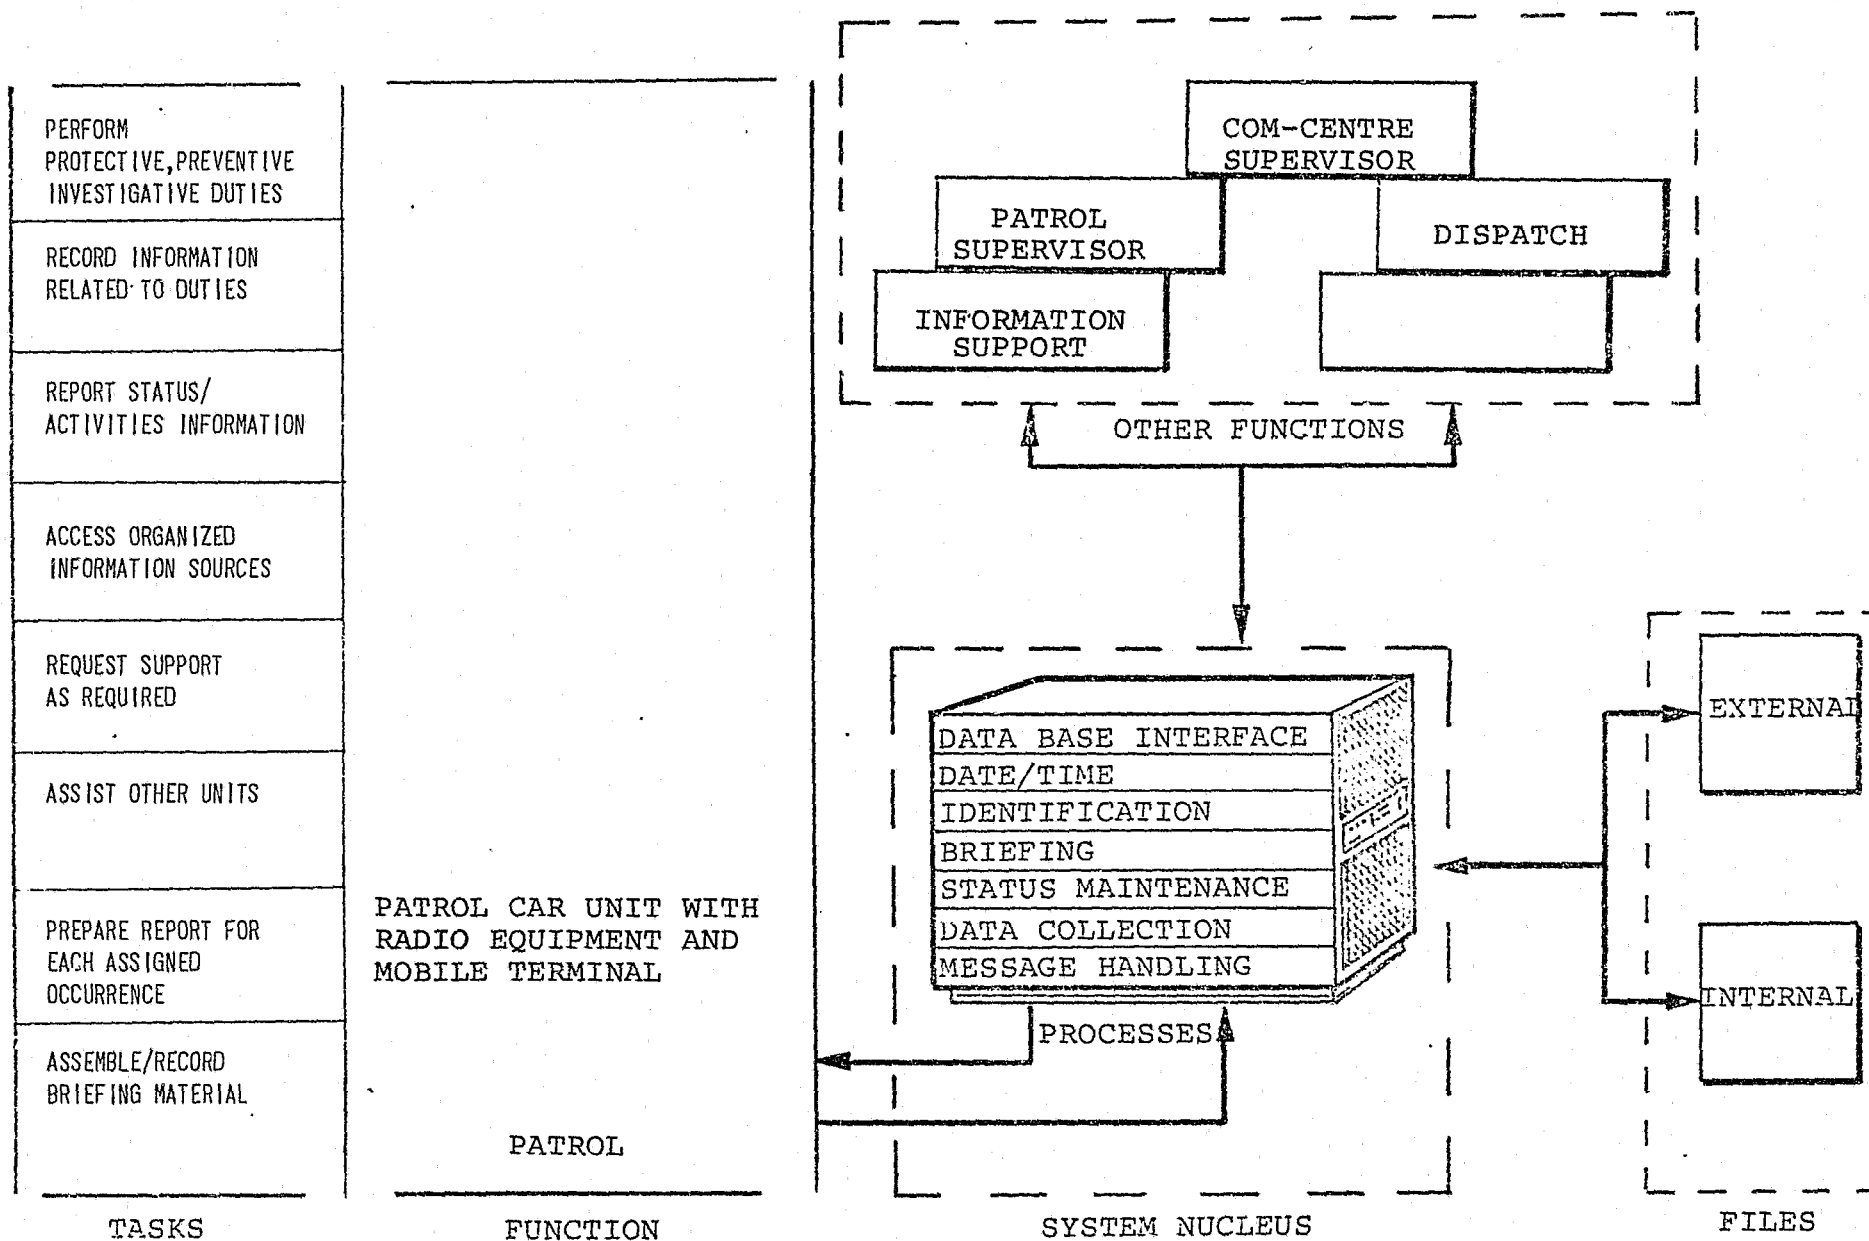 PERFORM
PROTECTIVE, PREVENTIVE
INVESTIGATIVE DUTIES
RECORD INFORMATION
RELATED TO DUTIES
REPORT STATUS/
ACTIVITIES INFORMATION
ACCESS ORGANIZED
INFORMATION SOURCES
REQUEST SUPPORT
AS REQUIRED
ASSIST OTHER UNITS
PREPARE REPORT FOR
EACH ASSIGNED
OCCURRENCE
ASSEMBLE/RECORD
BRIEFING MATERIAL
TASKS
PATROL CAR UNIT WITH
RADIO EQUIPMENT AND
MOBILE TERMINAL
PATROL
FUNCTION
COM-CENTRE
SUPERVISOR
PATROL
SUPERVISOR
DISPATCH
INFORMATION
SUPPORT
OTHER FUNCTIONS
DATA BASE INTERFACE
DATE/TIME
IDENTIFICATION
BRIEFING
STATUS MAINTENANCE
DATA COLLECTION
MESSAGE HANDLING
PROCESSES
SYSTEM NUCLEUS
EXTERNAL
INTERNAL
FILES